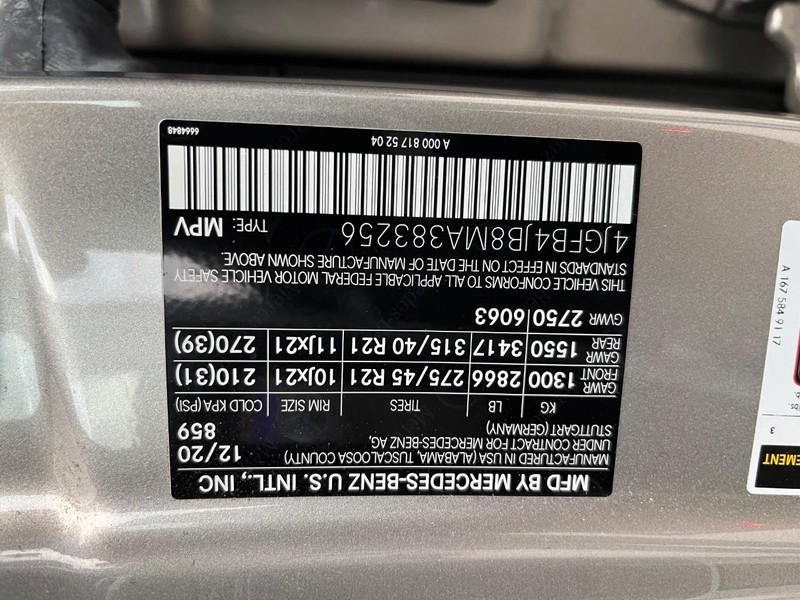 MFD BY MERCEDES-BENZ U.S. INTL., INC
MANUFACTURED IN USA (ALABAMA, TUSCALOOSA COUNTY)
UNDER CONTRACT FOR MERCEDES-BENZ AG,
STUTTGART (GERMANY)
12/20
859
KG LB TIRES RIM SIZE COLD KPA (PSI)
GAWR FRONT 1300 2866 275/45 R21 10Jx21 210(31)
GAWR REAR 1550 3417 315/40 R21 11Jx21 270(39)
GWR 2750 6063
THIS VEHICLE CONFORMS TO ALL APPLICABLE FEDERAL MOTOR VEHICLE SAFETY
STANDARDS IN EFFECT ON THE DATE OF MANUFACTURE SHOWN ABOVE.
4JGFB4JB8MA383256 TYPE: MPV
A 000 817 52 04
6664848
EMENT
3
lbs.
A 167 584 91 17